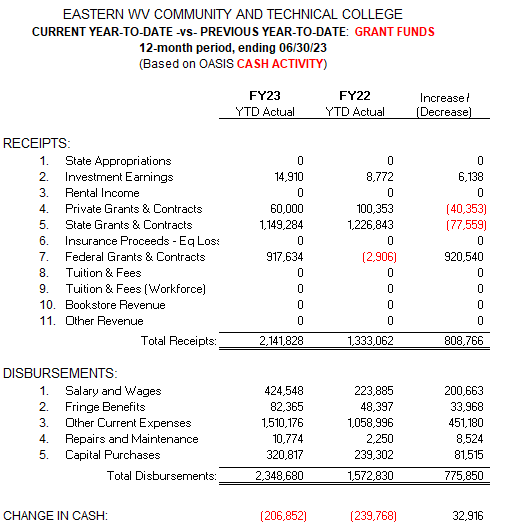 EASTERN WV COMMUNITY AND TECHNICAL COLLEGE
CURRENT YEAR-TO-DATE -vs- PREVIOUS YEAR-TO-DATE: GRANT FUNDS
12-month period, ending 06/30/23
(Based on OASIS CASH ACTIVITY)
FY23 FY22 Increase /
YTD Actual YTD Actual (Decrease)
RECEIPTS:
1. State Appropriations 0 0 0
2. Investment Earnings 14,910 8,772 6,138
3. Rental Income 0 0 0
4. Private Grants & Contracts 60,000 100,353 (40,353)
5. State Grants & Contracts 1,149,284 1,226,843 (77,559)
6. Insurance Proceeds - Eq Loss 0 0 0
7. Federal Grants & Contracts 917,634 (2,906) 920,540
8. Tuition & Fees 0 0 0
9. Tuition & Fees (Workforce) 0 0 0
10. Bookstore Revenue 0 0 0
11. Other Revenue 0 0 0
Total Receipts: 2,141,828 1,333,062 808,766
DISBURSEMENTS:
1. Salary and Wages 424,548 223,885 200,663
2. Fringe Benefits 82,365 48,397 33,968
3. Other Current Expenses 1,510,176 1,058,996 451,180
4. Repairs and Maintenance 10,774 2,250 8,524
5. Capital Purchases 320,817 239,302 81,515
Total Disbursements: 2,348,680 1,572,830 775,850
CHANGE IN CASH: (206,852) (239,768) 32,916